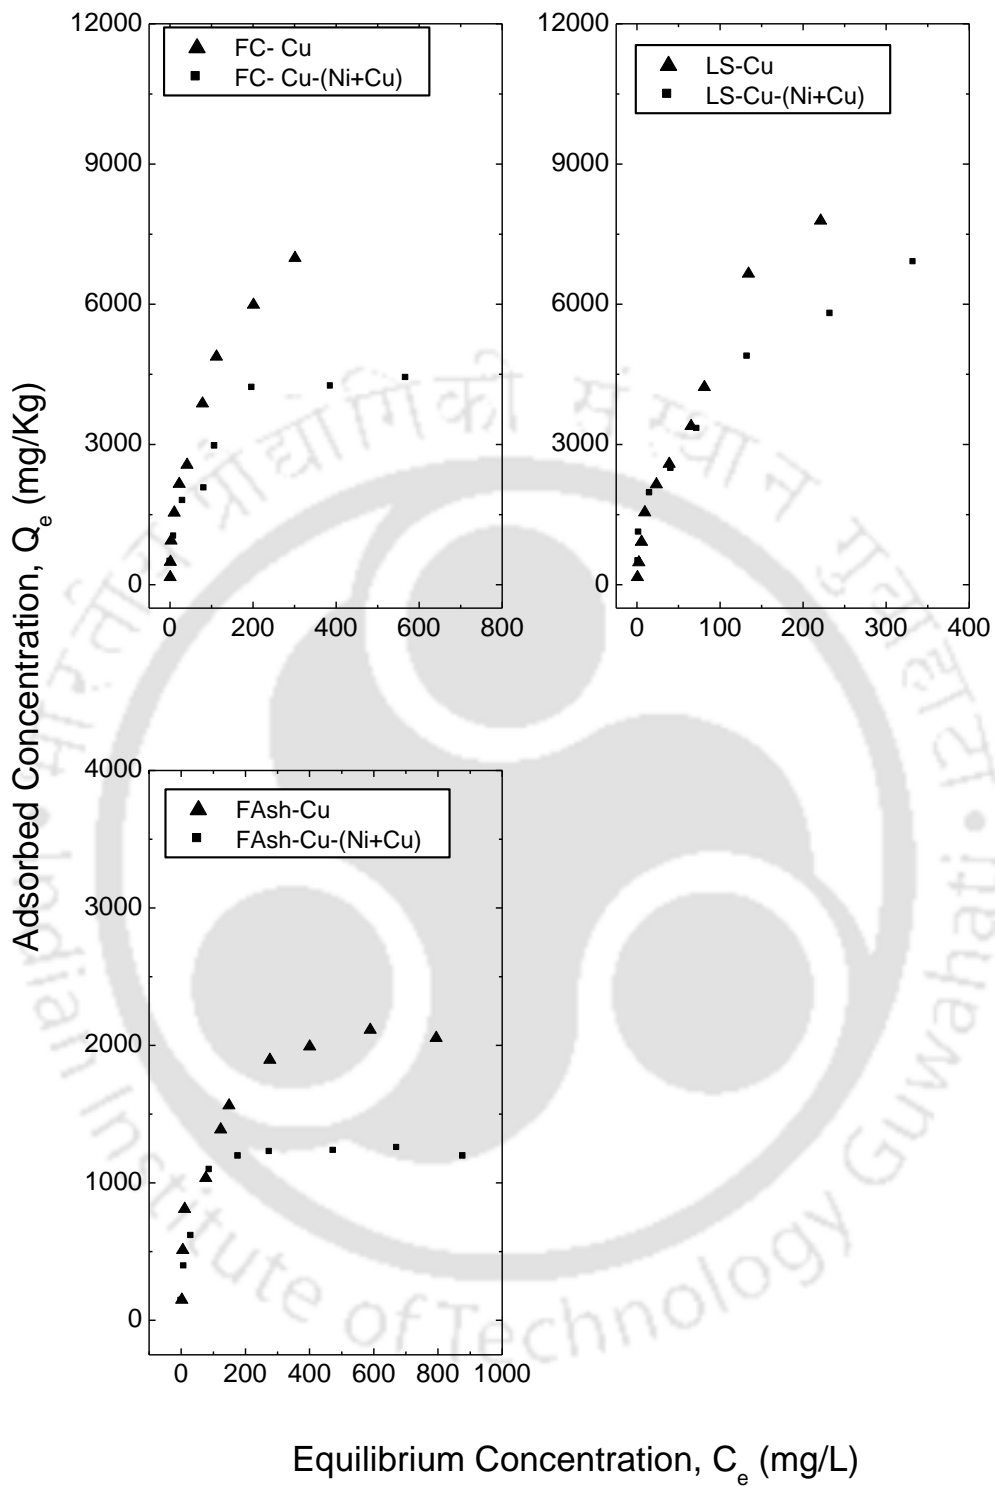 12000
9000
6000
3000
0
0 200 400 600 800
FC- Cu
FC- Cu-(Ni+Cu)
12000
9000
6000
3000
0
0 100 200 300 400
LS-Cu
LS-Cu-(Ni+Cu)
Adsorbed Concentration, Qe (mg/Kg)
4000
3000
2000
1000
0
0 200 400 600 800 1000
FAsh-Cu
FAsh-Cu-(Ni+Cu)
Equilibrium Concentration, Ce (mg/L)
भारतीय प्रौद्योगिकी संस्थान गुवाहाटी
Indian Institute of Technology Guwahati